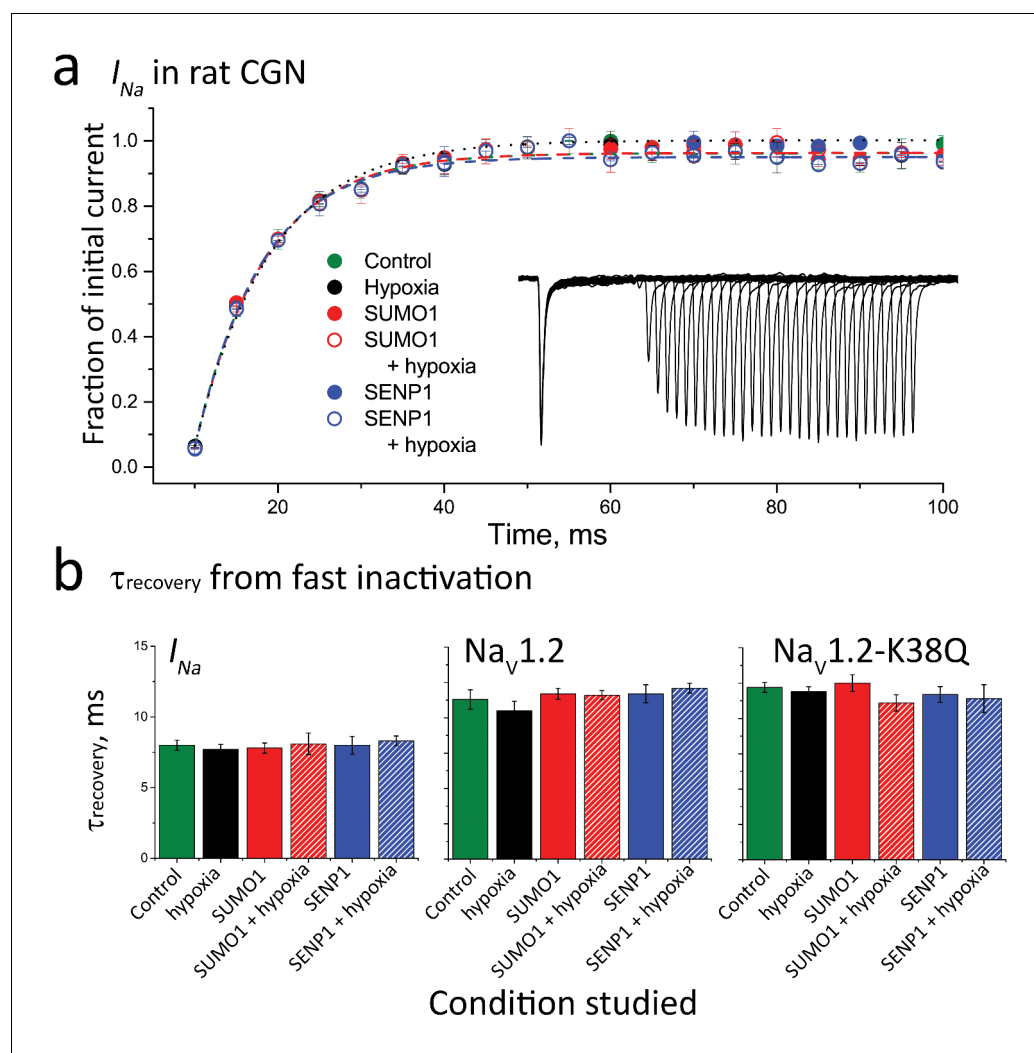 a I_Na in rat CGN
Fraction of initial current
1.0
0.8
0.6
0.4
0.2
0.0
Control
Hypoxia
SUMO1
SUMO1
+ hypoxia
SENP1
SENP1
+ hypoxia
20 40 60 80 100
Time, ms
b τrecovery from fast inactivation
I_Na
Nav1.2
Nav1.2-K38Q
τrecovery, ms
15
10
5
0
Control
hypoxia
SUMO1
SUMO1 + hypoxia
SENP1
SENP1 + hypoxia
Control
hypoxia
SUMO1
SUMO1 + hypoxia
SENP1
SENP1 + hypoxia
Control
hypoxia
SUMO1
SUMO1 + hypoxia
SENP1
SENP1 + hypoxia
Condition studied